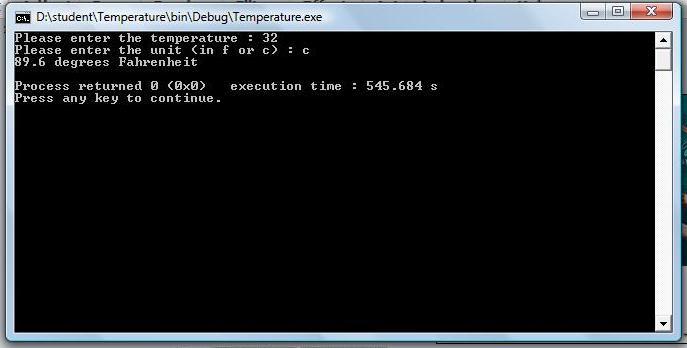 D:\student\Temperature\bin\Debug\Temperature.exe
Please enter the temperature : 32
Please enter the unit (in f or c) : c
89.6 degrees Fahrenheit
Process returned 0 (0x0)   execution time : 545.684 s
Press any key to continue.